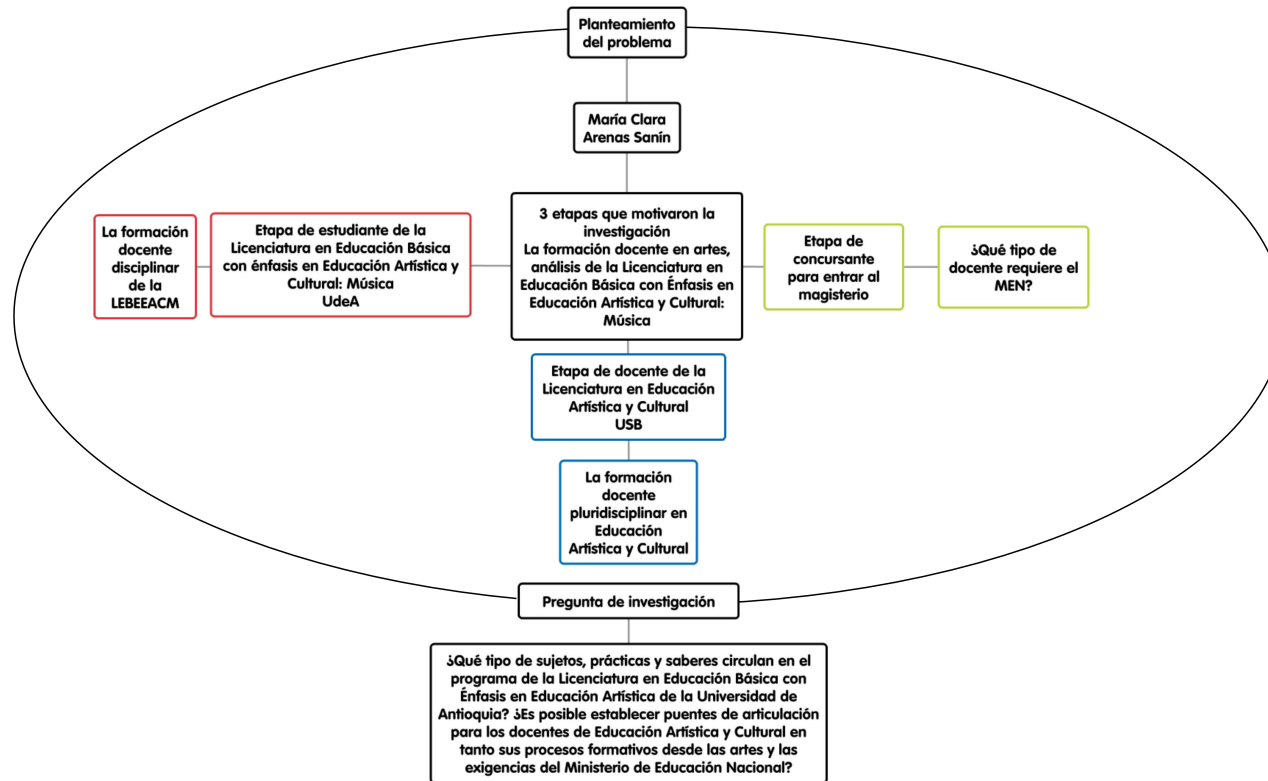 Planteamiento
del problema
María Clara
Arenas Sanín
3 etapas que motivaron la
investigación
La formación docente en artes,
análisis de la Licenciatura en
Educación Básica con Énfasis en
Educación Artística y Cultural:
Música
La formación
docente
disciplinar
de la
LEBEEACM
Etapa de estudiante de la
Licenciatura en Educación Básica
con énfasis en Educación Artística y
Cultural: Música
UdeA
Etapa de
concursante
para entrar al
magisterio
¿Qué tipo de
docente requiere el
MEN?
Etapa de docente de la
Licenciatura en Educación
Artística y Cultural
USB
La formación
docente
pluridisciplinar en
Educación
Artística y Cultural
Pregunta de investigación
¿Qué tipo de sujetos, prácticas y saberes circulan en el
programa de la Licenciatura en Educación Básica con
Énfasis en Educación Artística de la Universidad de
Antioquia? ¿Es posible establecer puentes de articulación
para los docentes de Educación Artística y Cultural en
tanto sus procesos formativos desde las artes y las
exigencias del Ministerio de Educación Nacional?